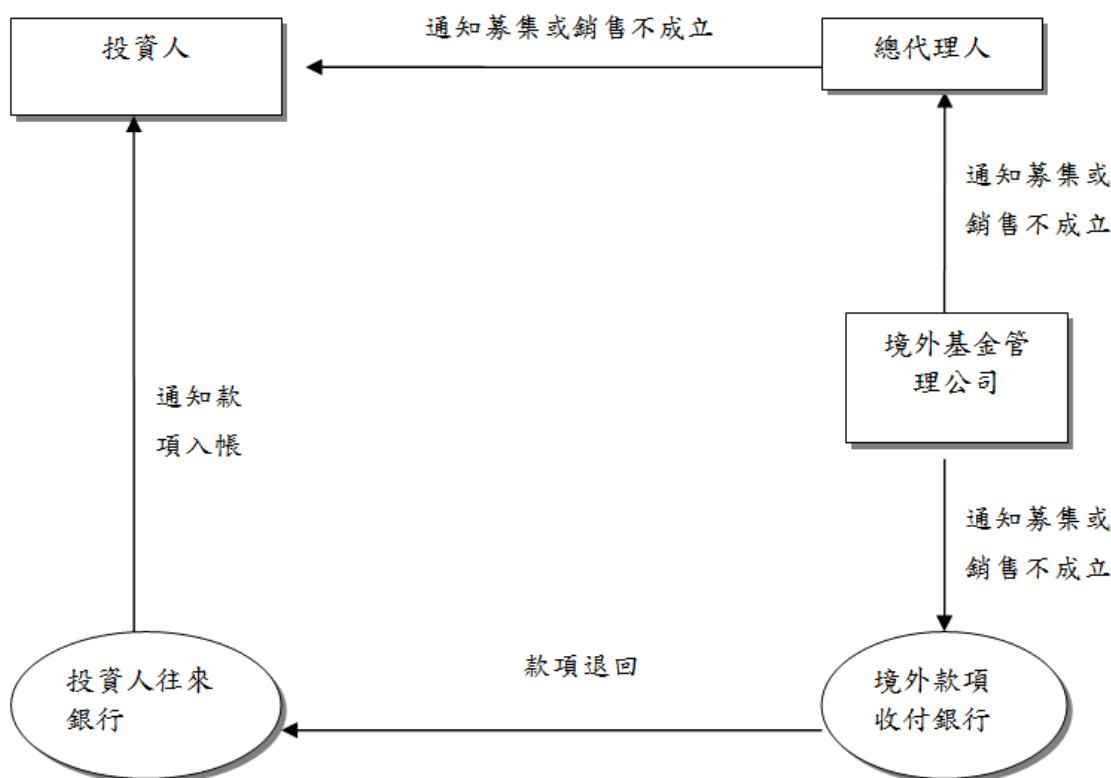 通知募集或銷售不成立
投資人
總代理人
通知募集或
銷售不成立
境外基金管
理公司
通知款
項入帳
通知募集或
銷售不成立
款項退回
投資人往來
銀行
境外款項
收付銀行